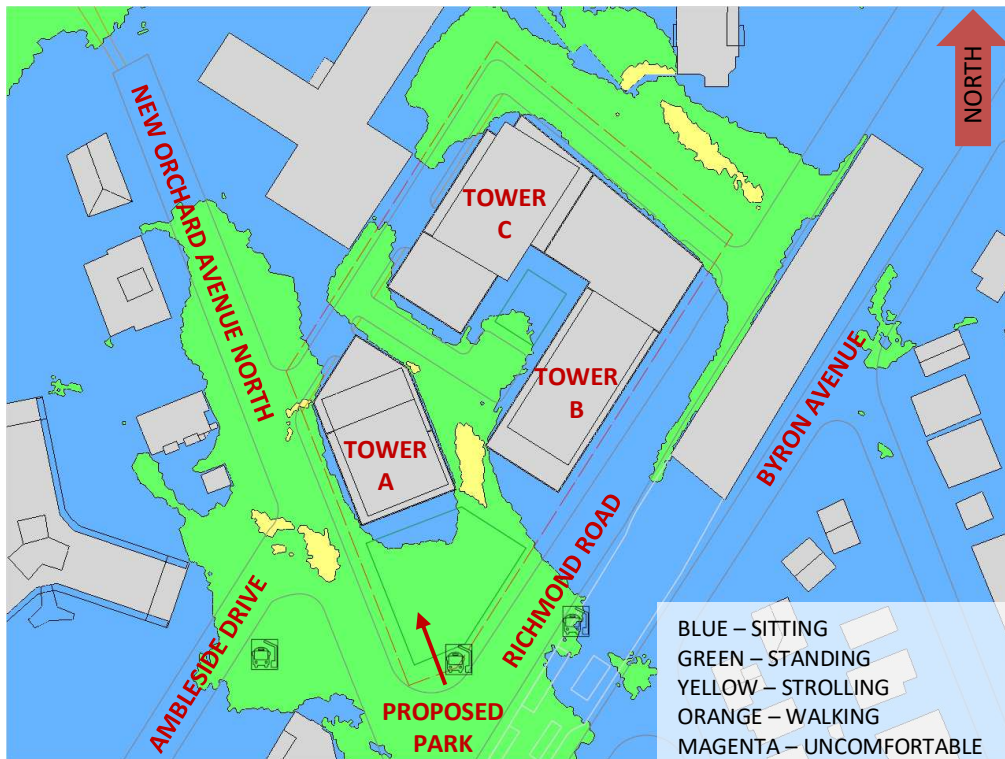 NORTH
NEW ORCHARD AVENUE NORTH
TOWER
C
TOWER
B
TOWER
A
BYRON AVENUE
RICHMOND ROAD
AMBLESIDE DRIVE
PROPOSED
PARK
BLUE – SITTING
GREEN – STANDING
YELLOW – STROLLING
ORANGE – WALKING
MAGENTA – UNCOMFORTABLE